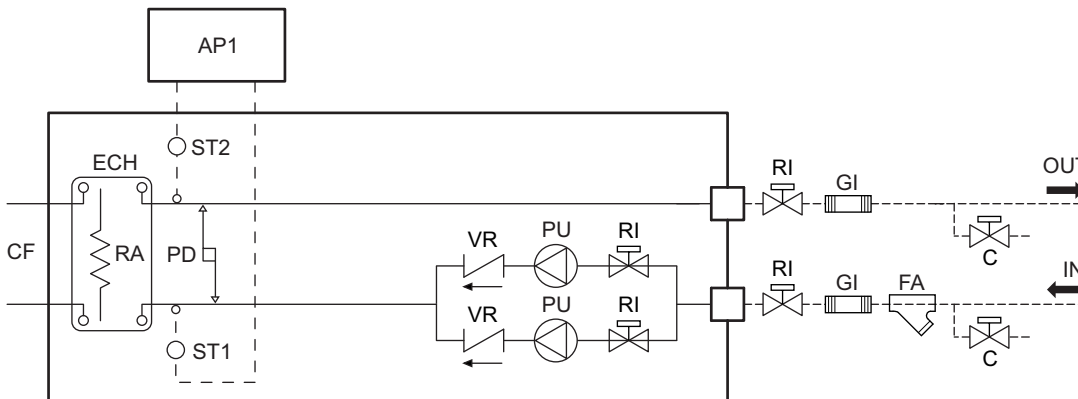 AP1
ST2
ECH
RI
GI
OUT
CF
RA
PD
VR
PU
RI
C
RI
GI
FA
IN
VR
PU
RI
ST1
C